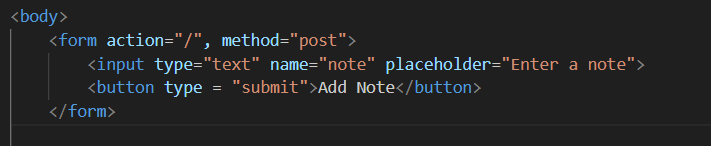 <body>
<form action="/", method="post">
<input type="text" name="note" placeholder="Enter a note">
<button type = "submit">Add Note</button>
</form>